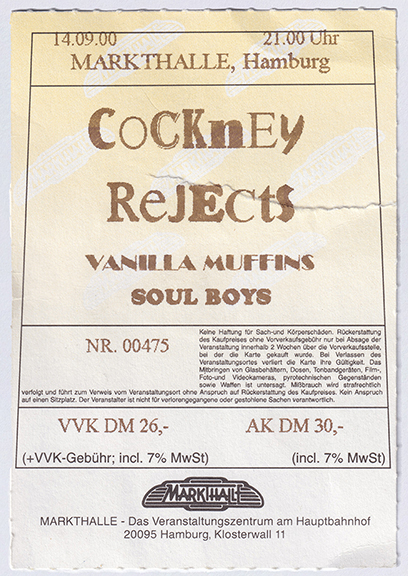 14.09.00 21.00 Uhr
MARKTHALLE, Hamburg
CoCKnEy
ReJEctS
VANILLA MUFFINS
SOUL BOYS
NR. 00475
Keine Haftung für Sach-und Körperschäden. Rückerstattung
des Kaufpreises ohne Vorverkaufsgebühr nur bei Absage der
Veranstaltung innerhalb 2 Wochen über die Vorverkaufsstelle,
bei der die Karte gekauft wurde. Bei Verlassen des
Veranstaltungsortes verliert die Karte ihre Gültigkeit. Das
Mitbringen von Glasbehältern, Dosen, Tonbandgeräten, Film-,
Foto-und Videokameras, pyrotechnischen Gegenständen
sowie Waffen ist untersagt. Mißbrauch wird strafrechtlich
verfolgt und führt zum Verweis vom Veranstaltungsort ohne Anspruch auf Rückerstattung des Kaufpreises. Kein Anspruch
auf einen Sitzplatz. Der Veranstalter ist nicht für verlorengegangene oder gestohlene Sachen verantwortlich.
VVK DM 26,- AK DM 30,-
(+VVK-Gebühr; incl. 7% MwSt) (incl. 7% MwSt)
MARKTHALLE
MARKTHALLE - Das Veranstaltungszentrum am Hauptbahnhof
20095 Hamburg, Klosterwall 11